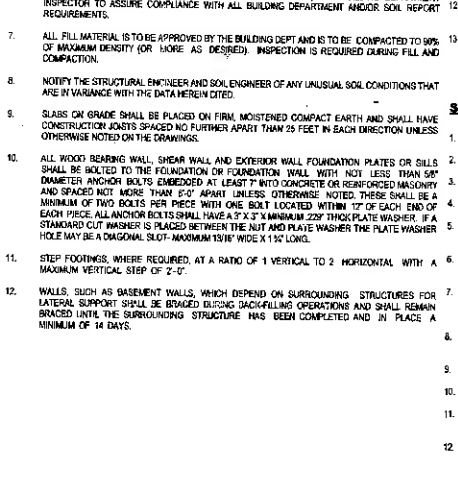 INSPECTOR TO ASSURE COMPLIANCE WITH ALL BUILDING DEPARTMENT AND/OR SOIL REPORT
REQUIREMENTS.
7. ALL FILL MATERIAL IS TO BE APPROVED BY THE BUILDING DEPT AND IS TO BE COMPACTED TO 90%
OF MAXIMUM DENSITY (OR MORE AS DESIRED). INSPECTION IS REQUIRED DURING FILL AND
COMPACTION.
8. NOTIFY THE STRUCTURAL ENGINEER AND SOIL ENGINEER OF ANY UNUSUAL SOIL CONDITIONS THAT
ARE IN VARIANCE WITH THE DATA HEREIN CITED.
9. SLABS ON GRADE SHALL BE PLACED ON FIRM, MOISTENED COMPACT EARTH AND SHALL HAVE
CONSTRUCTION JOISTS SPACED NO FURTHER APART THAN 25 FEET IN EACH DIRECTION UNLESS
OTHERWISE NOTED ON THE DRAWINGS.
10. ALL WOOD BEARING WALL, SHEAR WALL AND EXTERIOR WALL FOUNDATION PLATES OR SILLS
SHALL BE BOLTED TO THE FOUNDATION OR FOUNDATION WALL WITH NOT LESS THAN 5/8"
DIAMETER ANCHOR BOLTS EMBEDDED AT LEAST 7" INTO CONCRETE OR REINFORCED MASONRY
AND SPACED NOT MORE THAN 6'-0" APART UNLESS OTHERWISE NOTED. THESE SHALL BE A
MINIMUM OF TWO BOLTS PER PIECE WITH ONE BOLT LOCATED WITHIN 12" OF EACH END OF
EACH PIECE. ALL ANCHOR BOLTS SHALL HAVE A 3" X 3" X MINIMUM .229" THICK PLATE WASHER. IF A
STANDARD CUT WASHER IS PLACED BETWEEN THE NUT AND PLATE WASHER THE PLATE WASHER
HOLE MAY BE A DIAGONAL SLOT- MAXIMUM 13/16" WIDE X 1 ¾" LONG.
11. STEP FOOTINGS, WHERE REQUIRED, AT A RATIO OF 1 VERTICAL TO 2 HORIZONTAL WITH A
MAXIMUM VERTICAL STEP OF 2'-0".
12. WALLS, SUCH AS BASEMENT WALLS, WHICH DEPEND ON SURROUNDING STRUCTURES FOR
LATERAL SUPPORT SHALL BE BRACED DURING BACK-FILLING OPERATIONS AND SHALL REMAIN
BRACED UNTIL THE SURROUNDING STRUCTURE HAS BEEN COMPLETED AND IN PLACE A
MINIMUM OF 14 DAYS.
12
13
S
1.
2.
3.
4.
5.
6.
7.
8.
9.
10.
11.
12